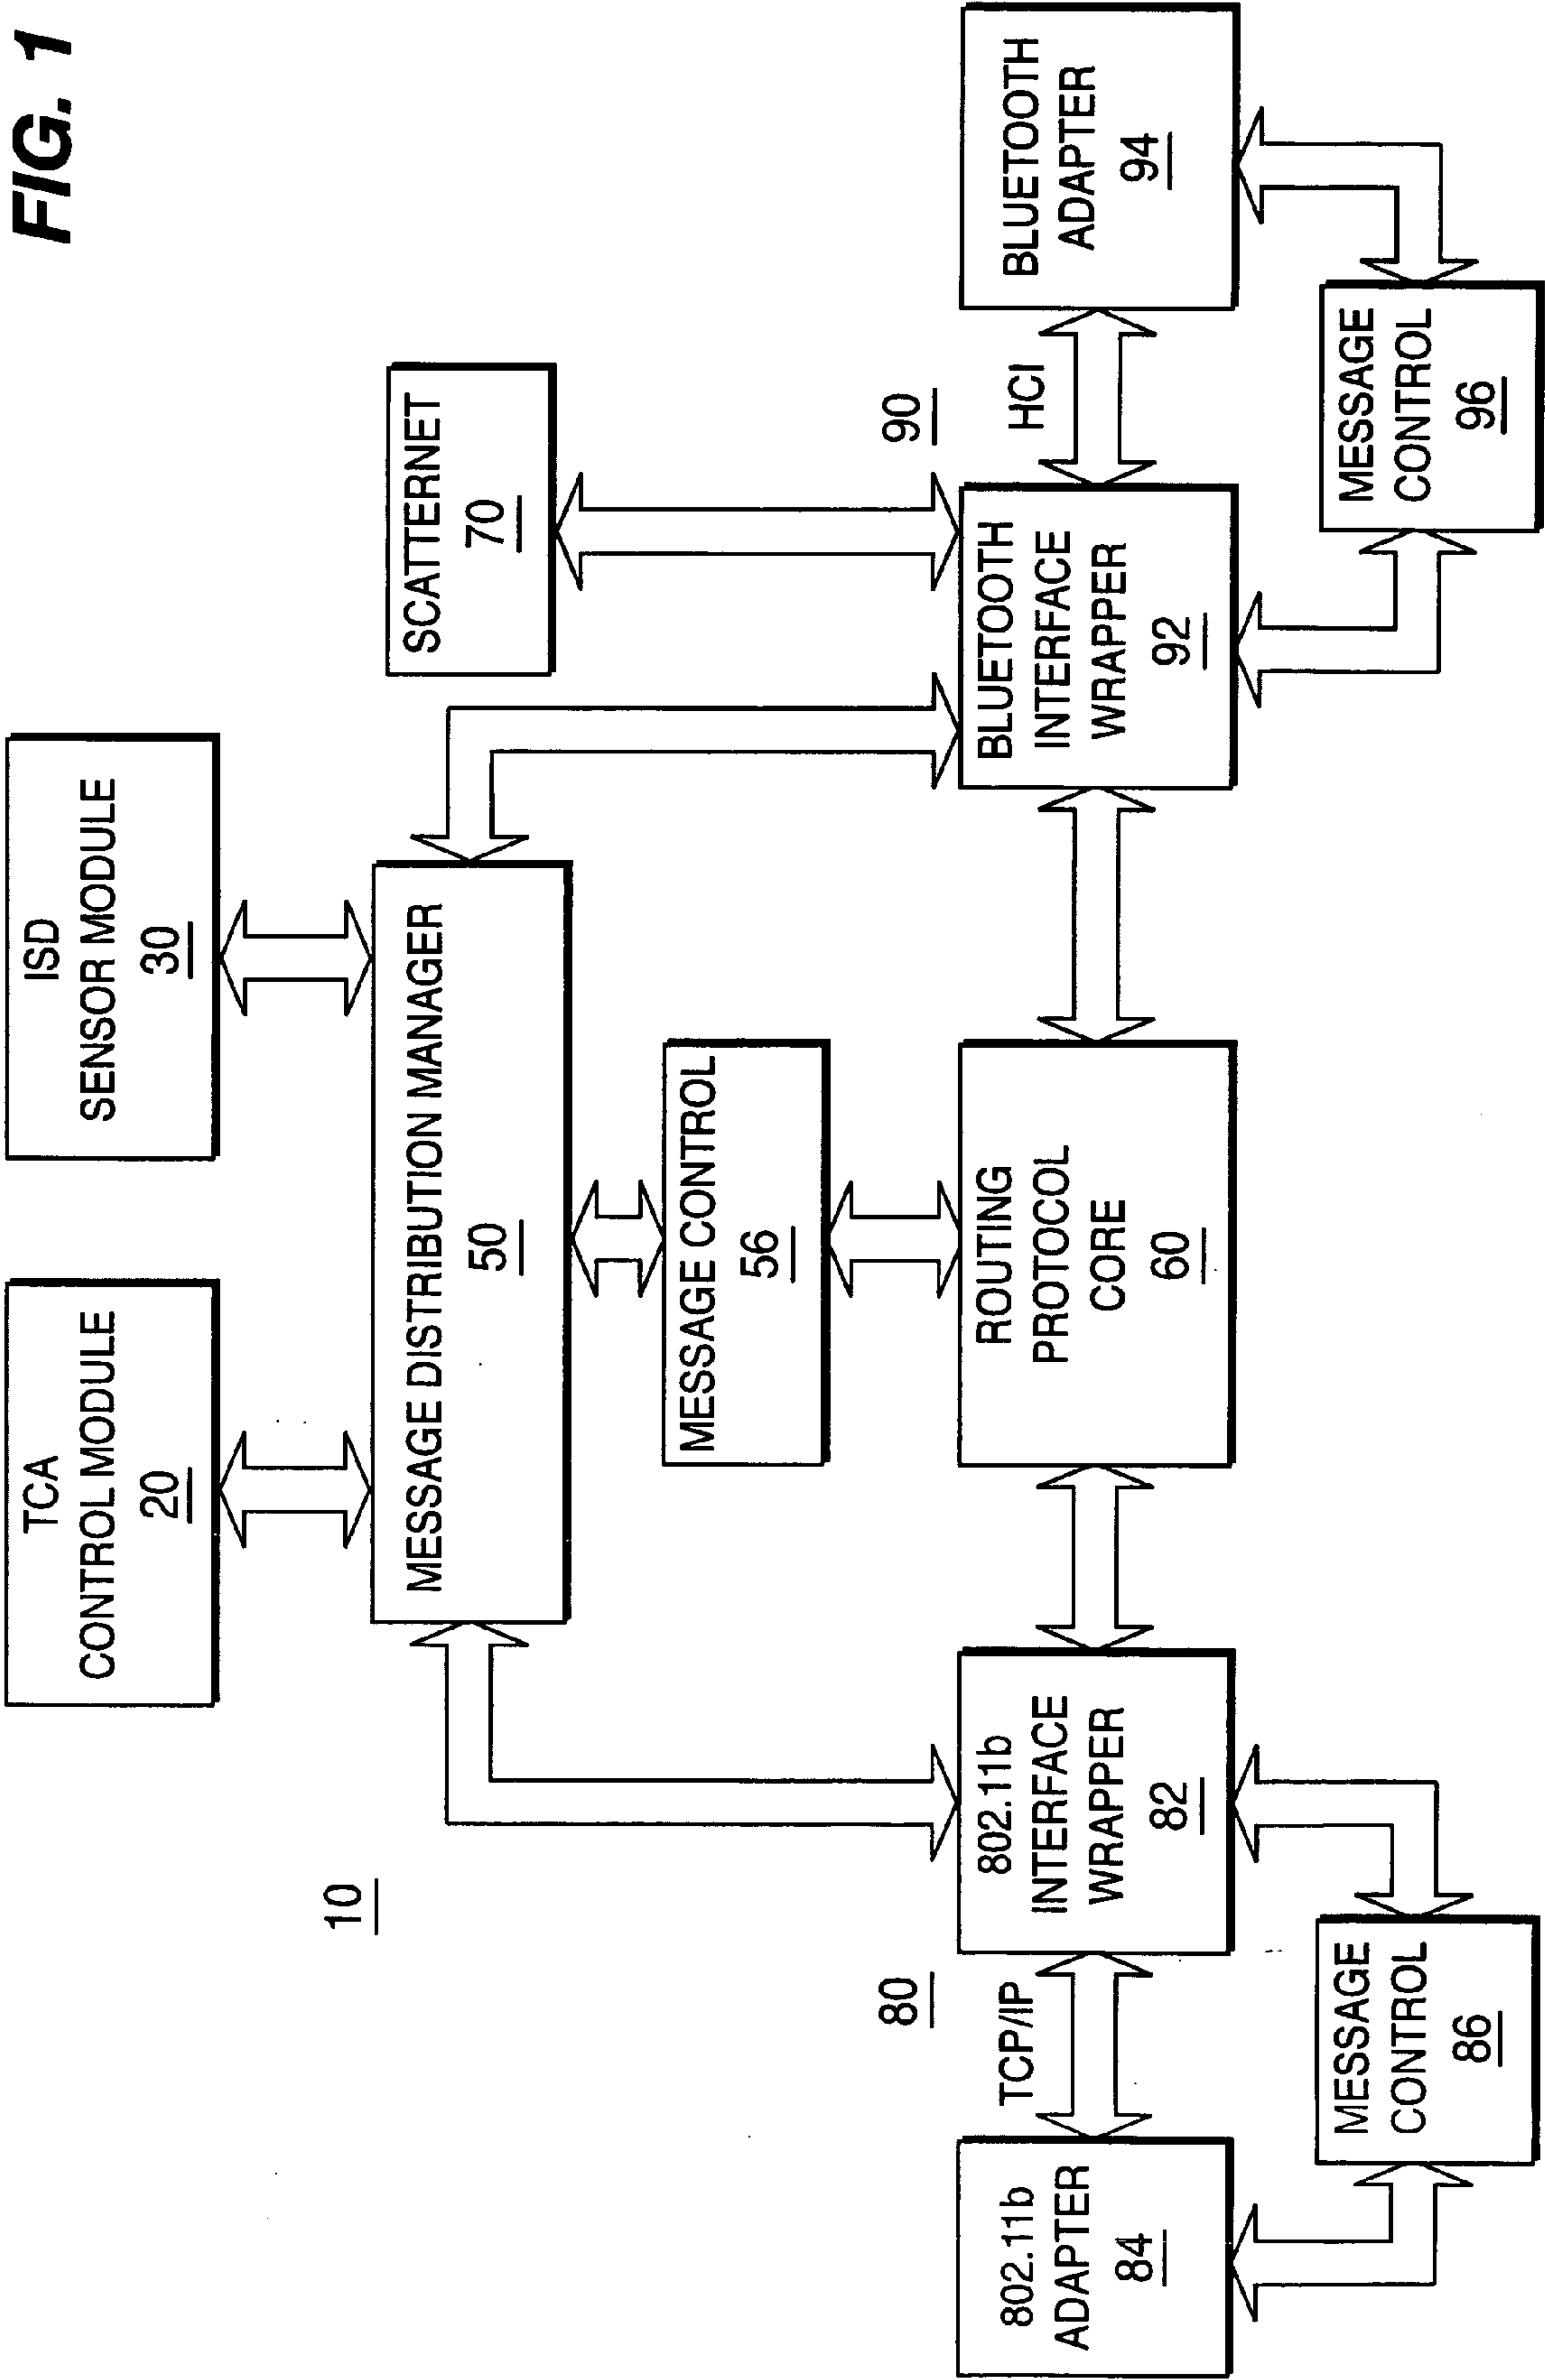 FIG. 1
TCA
CONTROL MODULE
20
ISD
SENSOR MODULE
30
10
MESSAGE DISTRIBUTION MANAGER
50
SCATTERNET
70
MESSAGE CONTROL
56
80
90
802.11b
ADAPTER
84
TCP/IP
802.11b
INTERFACE
WRAPPER
82
ROUTING
PROTOCOL
CORE
60
BLUETOOTH
INTERFACE
WRAPPER
92
HCI
BLUETOOTH
ADAPTER
94
MESSAGE
CONTROL
86
MESSAGE
CONTROL
96